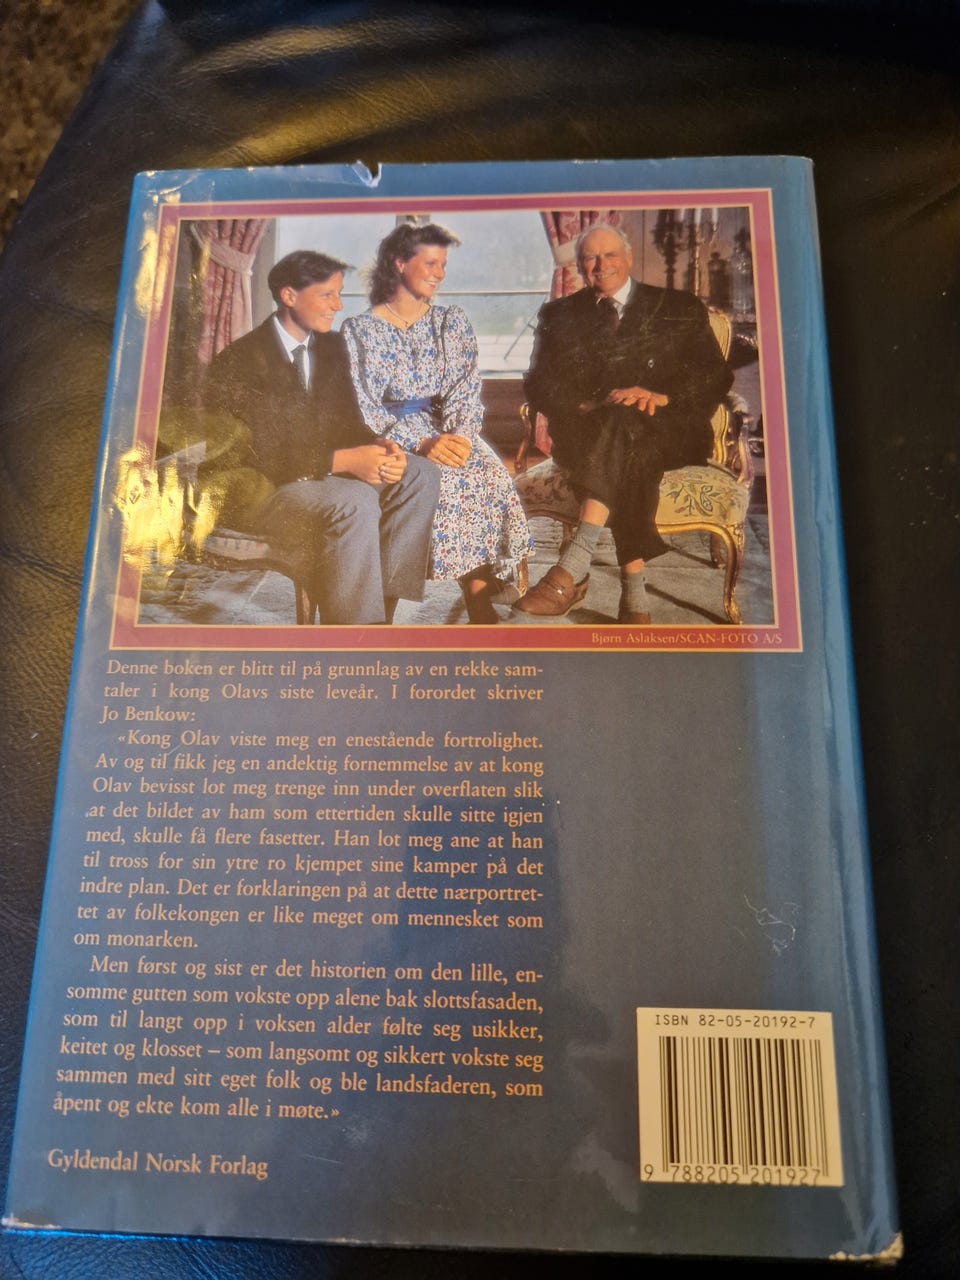 Bjørn Aslaksen/SCAN-FOTO A/S
Denne boken er blitt til på grunnlag av en rekke sam-
taler i kong Olavs siste leveår. I forordet skriver
Jo Benkow:
«Kong Olav viste meg en enestående fortrolighet.
Av og til fikk jeg en andektig fornemmelse av at kong
Olav bevisst lot meg trenge inn under overflaten slik
at det bildet av ham som ettertiden skulle sitte igjen
med, skulle få flere fasetter. Han lot meg ane at han
til tross for sin ytre ro kjempet sine kamper på det
indre plan. Det er forklaringen på at dette nærportret-
tet av folkekongen er like meget om mennesket som
om monarken.
Men først og sist er det historien om den lille, en-
somme gutten som vokste opp alene bak slottsfasaden,
som til langt opp i voksen alder følte seg usikker,
keitet og klosset – som langsomt og sikkert vokste seg
sammen med sitt eget folk og ble landsfaderen, som
åpent og ekte kom alle i møte.»
Gyldendal Norsk Forlag
ISBN 82-05-20192-7
9 788205 201927